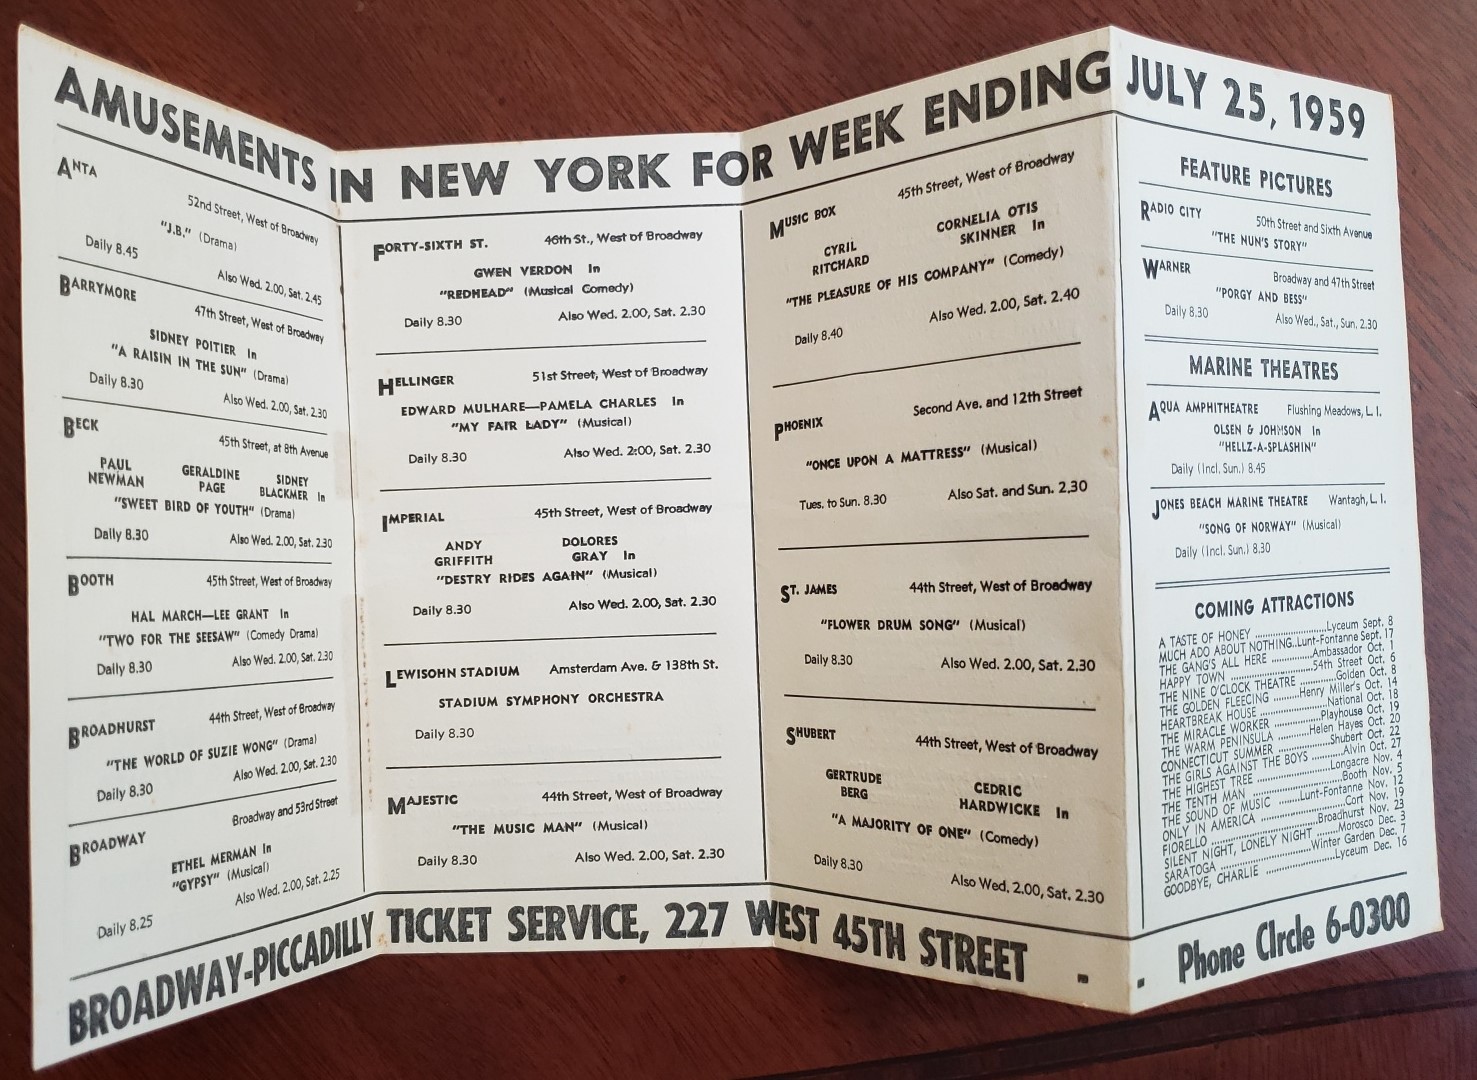 AMUSEMENTS IN NEW YORK FOR WEEK ENDING JULY 25, 1959
ANTA
52nd Street, West of Broadway
"J.B." (Drama)
Daily 8.45
Also Wed. 2.00, Sat. 2.45
BARRYMORE
47th Street, West of Broadway
SIDNEY POITIER In
"A RAISIN IN THE SUN" (Drama)
Daily 8.30
Also Wed. 2.00, Sat. 2.30
BECK
45th Street, at 8th Avenue
PAUL NEWMAN GERALDINE PAGE SIDNEY BLACKMER In
"SWEET BIRD OF YOUTH" (Drama)
Daily 8.30 Also Wed. 2.00, Sat. 2.30
BOOTH 45th Street, West of Broadway
HAL MARCH—LEE GRANT In
"TWO FOR THE SEESAW" (Comedy Drama)
Daily 8.30 Also Wed. 2.00, Sat. 2.30
BROADHURST 44th Street, West of Broadway
"THE WORLD OF SUZIE WONG" (Drama)
Daily 8.30 Also Wed. 2.00, Sat. 2.30
BROADWAY Broadway and 53rd Street
ETHEL MERMAN In
"GYPSY" (Musical)
Daily 8.25 Also Wed. 2.00, Sat. 2.25
FORTY-SIXTH ST. 46th St., West of Broadway
GWEN VERDON In
"REDHEAD" (Musical Comedy)
Daily 8.30 Also Wed. 2.00, Sat. 2.30
HELLINGER 51st Street, West of Broadway
EDWARD MULHARE—PAMELA CHARLES In
"MY FAIR LADY" (Musical)
Daily 8.30 Also Wed. 2:00, Sat. 2.30
IMPERIAL 45th Street, West of Broadway
ANDY GRIFFITH DOLORES GRAY In
"DESTRY RIDES AGAIN" (Musical)
Daily 8.30 Also Wed. 2.00, Sat. 2.30
LEWISOHN STADIUM Amsterdam Ave. & 138th St.
STADIUM SYMPHONY ORCHESTRA
Daily 8.30
MAJESTIC 44th Street, West of Broadway
"THE MUSIC MAN" (Musical)
Daily 8.30 Also Wed. 2.00, Sat. 2.30
MUSIC BOX 45th Street, West of Broadway
CYRIL RITCHARD CORNELIA OTIS SKINNER In
"THE PLEASURE OF HIS COMPANY" (Comedy)
Daily 8.40 Also Wed. 2.00, Sat. 2.40
PHOENIX Second Ave. and 12th Street
"ONCE UPON A MATTRESS" (Musical)
Tues. to Sun. 8.30 Also Sat. and Sun. 2,30
ST. JAMES 44th Street, West of Broadway
"FLOWER DRUM SONG" (Musical)
Daily 8.30 Also Wed. 2.00, Sat. 2.30
SHUBERT 44th Street, West of Broadway
GERTRUDE BERG CEDRIC HARDWICKE In
"A MAJORITY OF ONE" (Comedy)
Daily 8.30 Also Wed. 2.00, Sat. 2.30
FEATURE PICTURES
RADIO CITY 50th Street and Sixth Avenue
"THE NUN'S STORY"
WARNER Broadway and 47th Street
"PORGY AND BESS"
Daily 8.30 Also Wed., Sat., Sun. 2.30
MARINE THEATRES
AQUA AMPHITHEATRE Flushing Meadows, L. I.
OLSEN & JOHNSON In
"HELLZ-A-SPLASHIN"
Daily (Incl. Sun.) 8.45
JONES BEACH MARINE THEATRE Wantagh, L. I.
"SONG OF NORWAY" (Musical)
Daily (Incl. Sun.) 8.30
COMING ATTRACTIONS
A TASTE OF HONEY ........Lyceum Sept. 8
MUCH ADO ABOUT NOTHING..Lunt-Fontanne Sept. 17
THE GANG'S ALL HERE ........Ambassador Oct. 1
HAPPY TOWN ........54th Street Oct. 6
THE NINE O'CLOCK THEATRE ........Golden Oct. 8
THE GOLDEN FLEECING ........Henry Miller's Oct. 14
HEARTBREAK HOUSE ........National Oct. 18
THE MIRACLE WORKER ........Playhouse Oct. 19
THE WARM PENINSULA ........Helen Hayes Oct. 20
CONNECTICUT SUMMER ........Shubert Oct. 22
THE GIRLS AGAINST THE BOYS ........Alvin Oct. 27
THE HIGHEST TREE ........Longacre Nov. 4
THE TENTH MAN ........Booth Nov. 5
THE SOUND OF MUSIC ........Lunt-Fontanne Nov. 12
ONLY IN AMERICA ........Cort Nov. 19
FIORELLO ........Broadhurst Nov. 23
SILENT NIGHT, LONELY NIGHT ........Morosco Dec. 3
SARATOGA ........Winter Garden Dec. 7
GOODBYE, CHARLIE ........Lyceum Dec. 16
BROADWAY-PICCADILLY TICKET SERVICE, 227 WEST 45TH STREET - - Phone CIrcle 6-0300